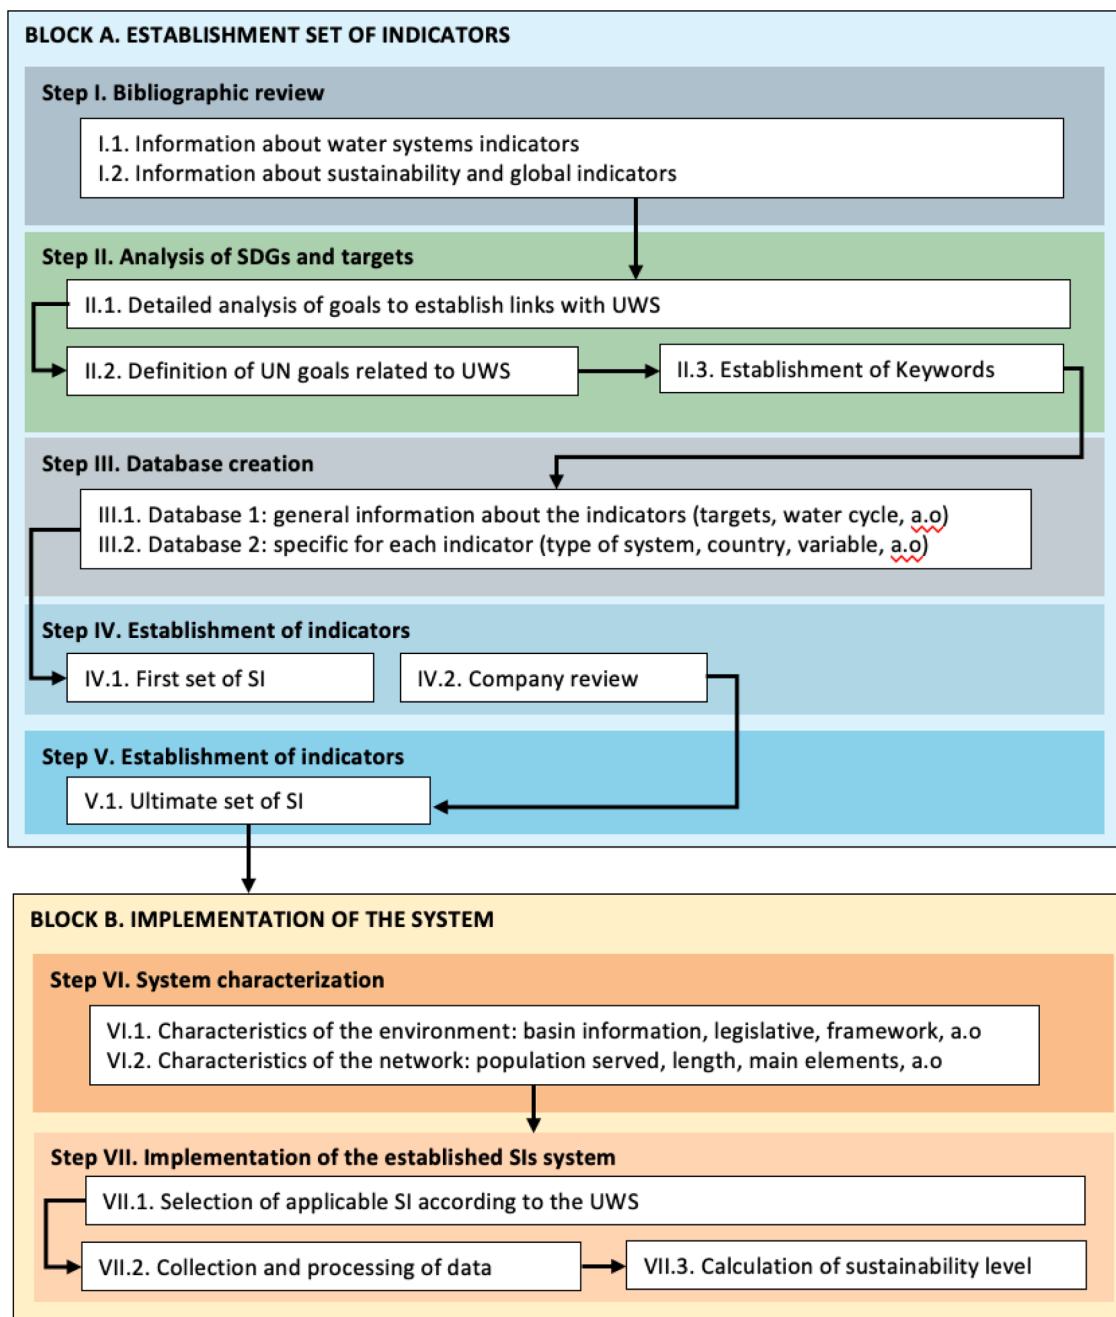 BLOCK A. ESTABLISHMENT SET OF INDICATORS
Step I. Bibliographic review
I.1. Information about water systems indicators
I.2. Information about sustainability and global indicators
Step II. Analysis of SDGs and targets
II.1. Detailed analysis of goals to establish links with UWS
II.2. Definition of UN goals related to UWS
II.3. Establishment of Keywords
Step III. Database creation
III.1. Database 1: general information about the indicators (targets, water cycle, a.o)
III.2. Database 2: specific for each indicator (type of system, country, variable, a.o)
Step IV. Establishment of indicators
IV.1. First set of SI
IV.2. Company review
Step V. Establishment of indicators
V.1. Ultimate set of SI
BLOCK B. IMPLEMENTATION OF THE SYSTEM
Step VI. System characterization
VI.1. Characteristics of the environment: basin information, legislative, framework, a.o
VI.2. Characteristics of the network: population served, length, main elements, a.o
Step VII. Implementation of the established SIs system
VII.1. Selection of applicable SI according to the UWS
VII.2. Collection and processing of data
VII.3. Calculation of sustainability level